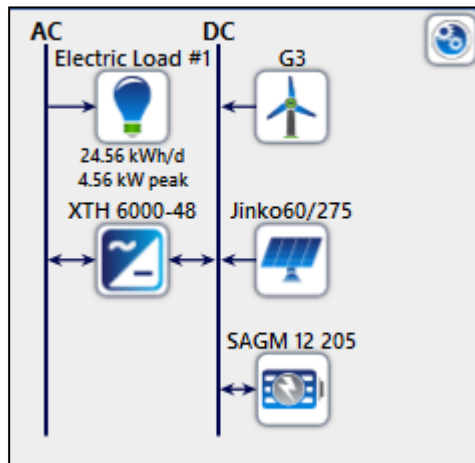 AC DC
Electric Load #1 G3
24.56 kWh/d
4.56 kW peak
XTH 6000-48 Jinko60/275
SAGM 12 205